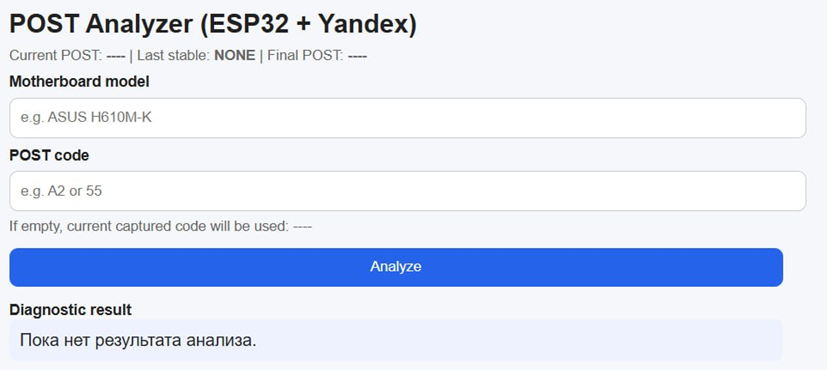 POST Analyzer (ESP32 + Yandex)
Current POST: ---- | Last stable: NONE | Final POST: ----
Motherboard model
e.g. ASUS H610M-K
POST code
e.g. A2 or 55
If empty, current captured code will be used: ----
Analyze
Diagnostic result
Пока нет результата анализа.